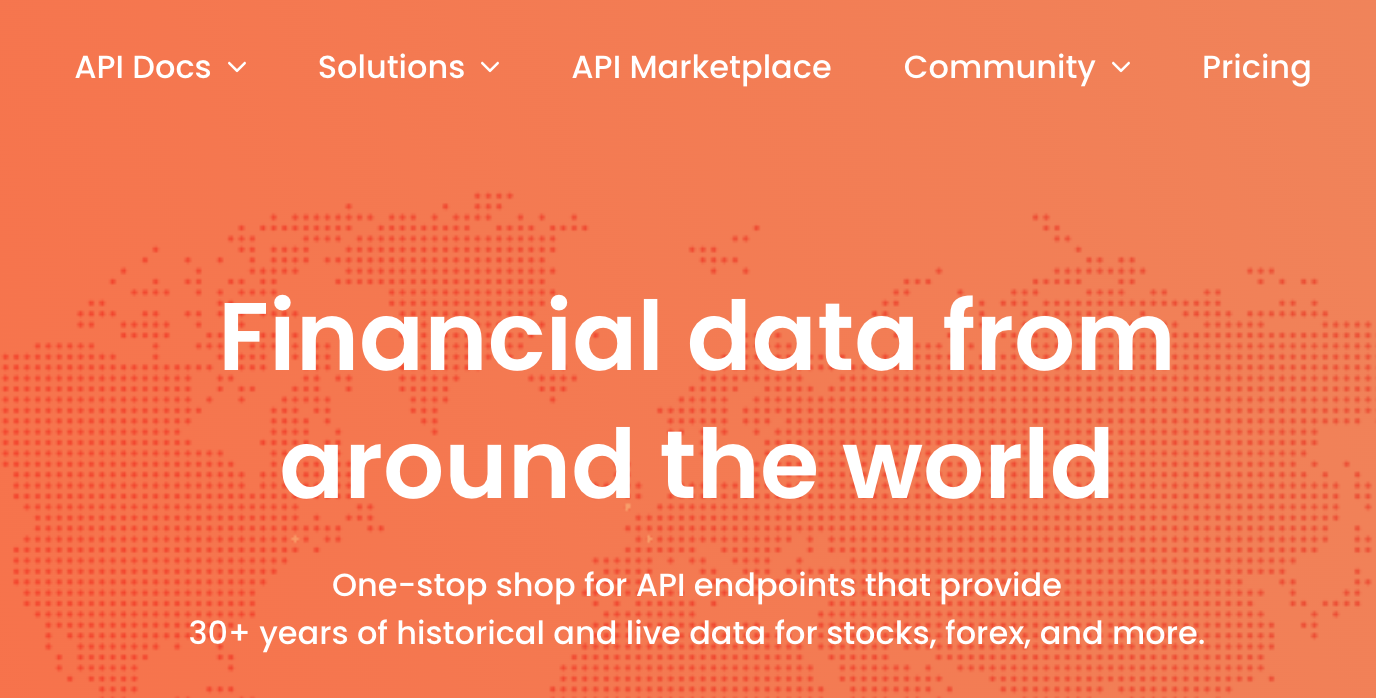 API Docs Solutions API Marketplace Community Pricing
Financial data from
around the world
One-stop shop for API endpoints that provide
30+ years of historical and live data for stocks, forex, and more.